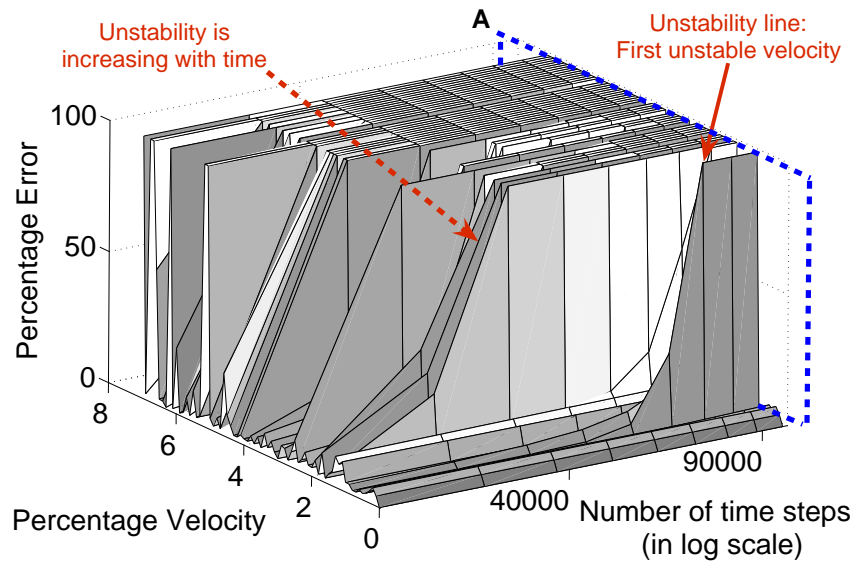 A
Unstability is
increasing with time
Unstability line:
First unstable velocity
100
50
0
Percentage Error
8
6
4
2
0
Percentage Velocity
40000
90000
Number of time steps
(in log scale)